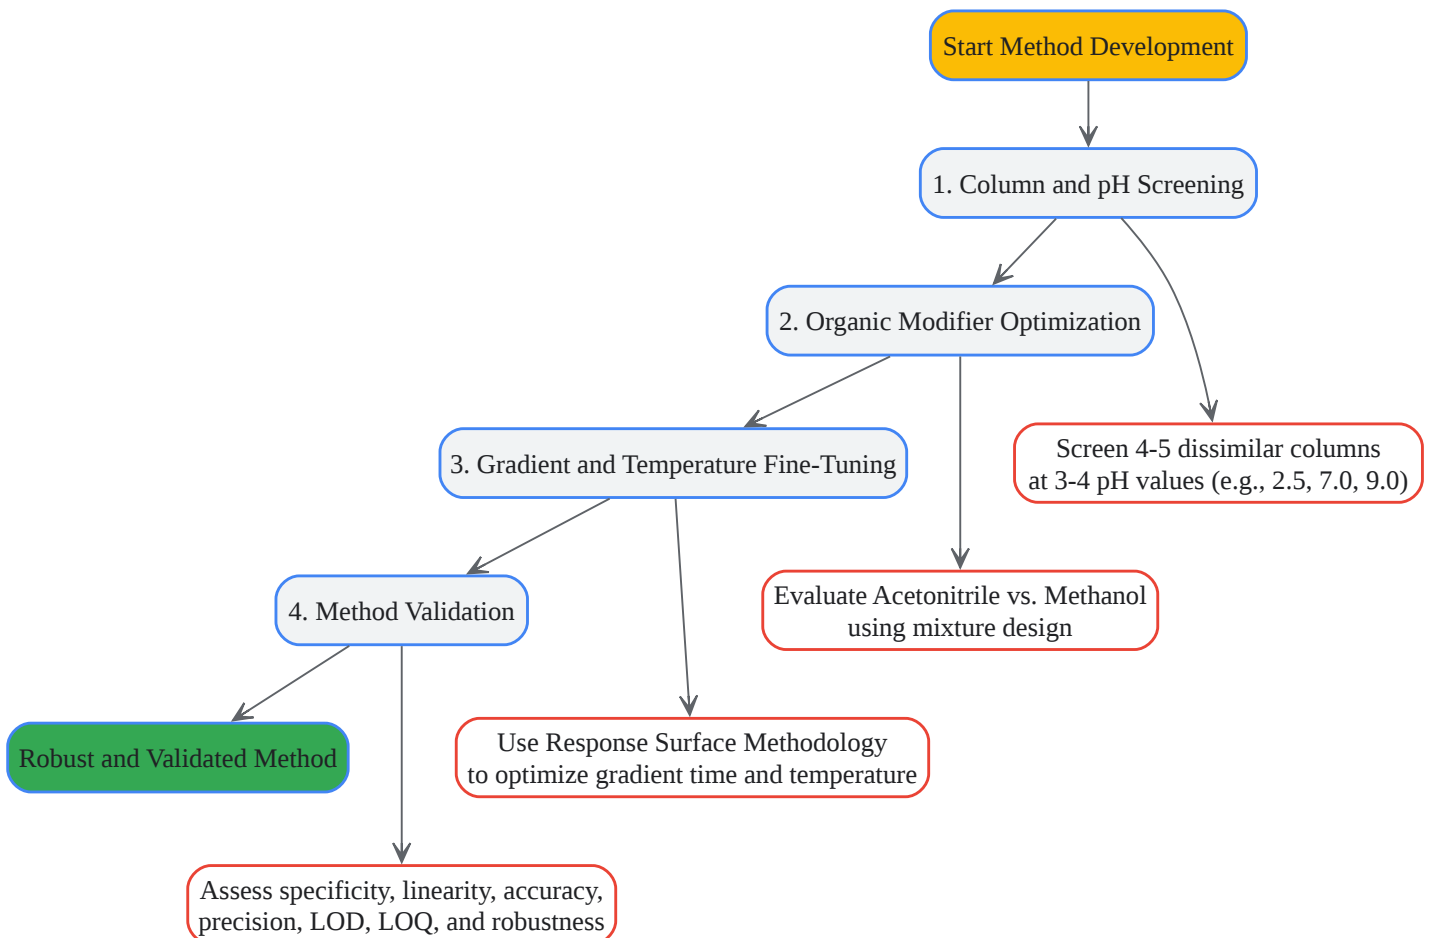 Start Method Development
1. Column and pH Screening
2. Organic Modifier Optimization
Screen 4-5 dissimilar columns
at 3-4 pH values (e.g., 2.5, 7.0, 9.0)
3. Gradient and Temperature Fine-Tuning
Evaluate Acetonitrile vs. Methanol
using mixture design
4. Method Validation
Use Response Surface Methodology
to optimize gradient time and temperature
Robust and Validated Method
Assess specificity, linearity, accuracy,
precision, LOD, LOQ, and robustness